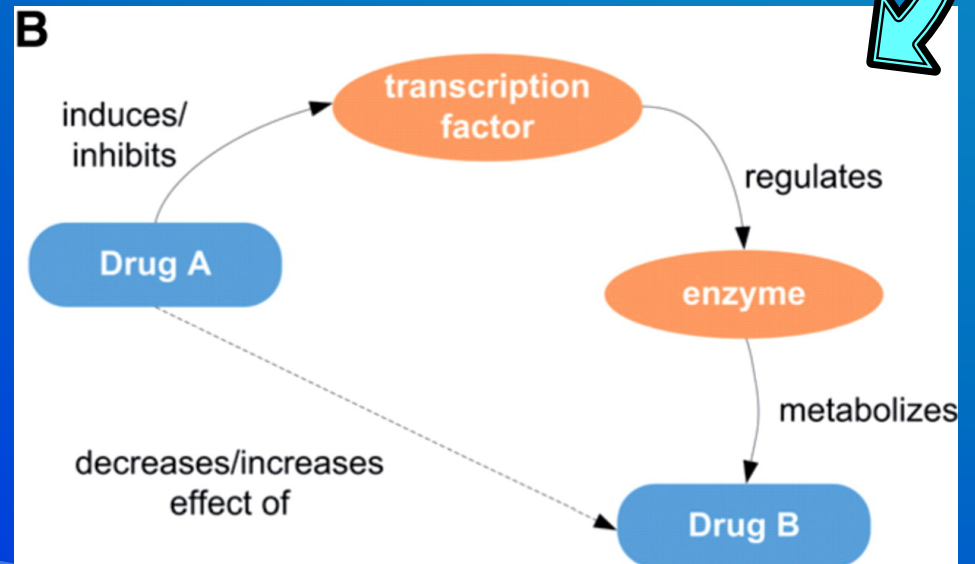 B
transcription
factor
induces/
inhibits
regulates
Drug A
enzyme
metabolizes
decreases/increases
effect of
Drug B